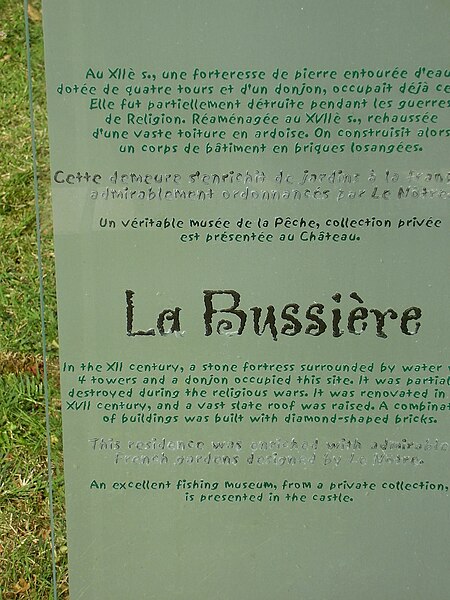 Au XIIè s., une forteresse de pierre entourée d'eau
dotée de quatre tours et d'un donjon, occupait déjà ce
Elle fut partiellement détruite pendant les guerres
de Religion. Réaménagée au XVIIè s., rehaussée
d'une vaste toiture en ardoise. On construisit alors
un corps de bâtiment en briques losangées.
Cette demeure s'enrichit de jardins à la fran
admirablement ordonnancés par Le Nôtre
Un véritable musée de la Pêche, collection privée
est présentée au Château.
La Bussière
In the XII century, a stone fortress surrounded by water
4 towers and a donjon occupied this site. It was partial
destroyed during the religious wars. It was renovated in
XVII century, and a vast slate roof was raised. A combinat
of buildings was built with diamond-shaped bricks.
This residence was enriched with admirable
French gardens designed by Le Notre.
An excellent fishing museum, from a private collection,
is presented in the castle.